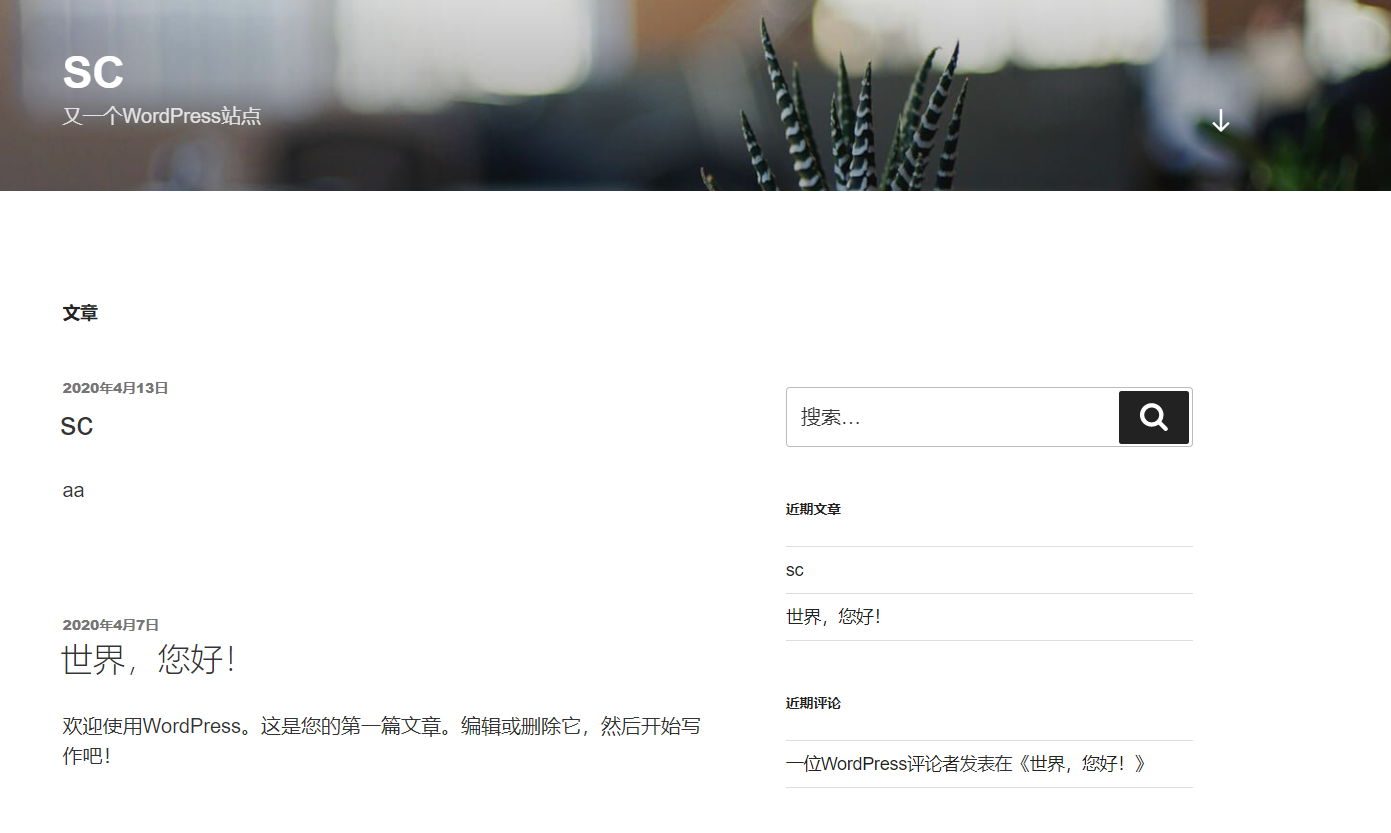 SC
又一个WordPress站点
文章
2020年4月13日
sc
aa
2020年4月7日
世界，您好！
欢迎使用WordPress。这是您的第一篇文章。编辑或删除它，然后开始写
作吧！
搜索…
近期文章
sc
世界，您好！
近期评论
一位WordPress评论者发表在《世界，您好！》